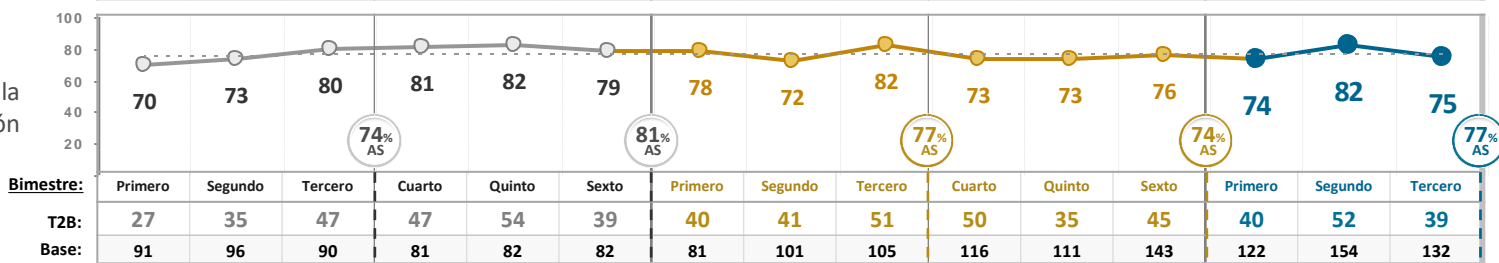 100
80
60
40
20
la
ón
70 73 80 81 82 79 78 72 82 73 73 76 74 82 75
74% AS 81% AS 77% AS 74% AS 77% AS
Bimestre: Primero Segundo Tercero Cuarto Quinto Sexto Primero Segundo Tercero Cuarto Quinto Sexto Primero Segundo Tercero
T2B: 27 35 47 47 54 39 40 41 51 50 35 45 40 52 39
Base: 91 96 90 81 82 82 81 101 105 116 111 143 122 154 132